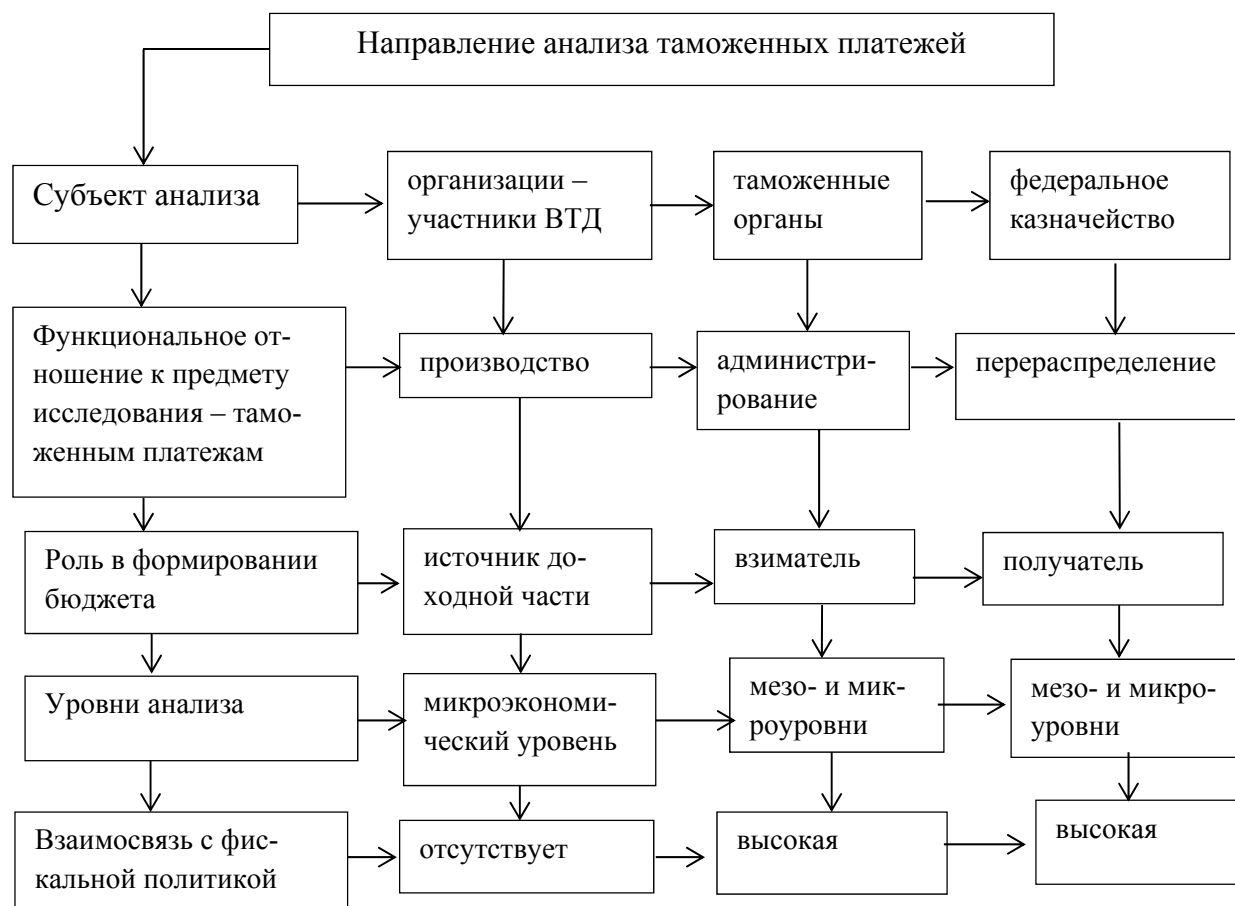 Направление анализа таможенных платежей
Субъект анализа
организации –
участники ВТД
таможенные
органы
федеральное
казначейство
Функциональное от-
ношение к предмету
исследования – тамо-
женным платежам
производство
администри-
рование
перераспределение
Роль в формировании
бюджета
источник до-
ходной части
взиматель
получатель
Уровни анализа
микроэкономи-
ческий уровень
мезо- и мик-
роуровни
мезо- и микро-
уровни
Взаимосвязь с фис-
кальной политикой
отсутствует
высокая
высокая